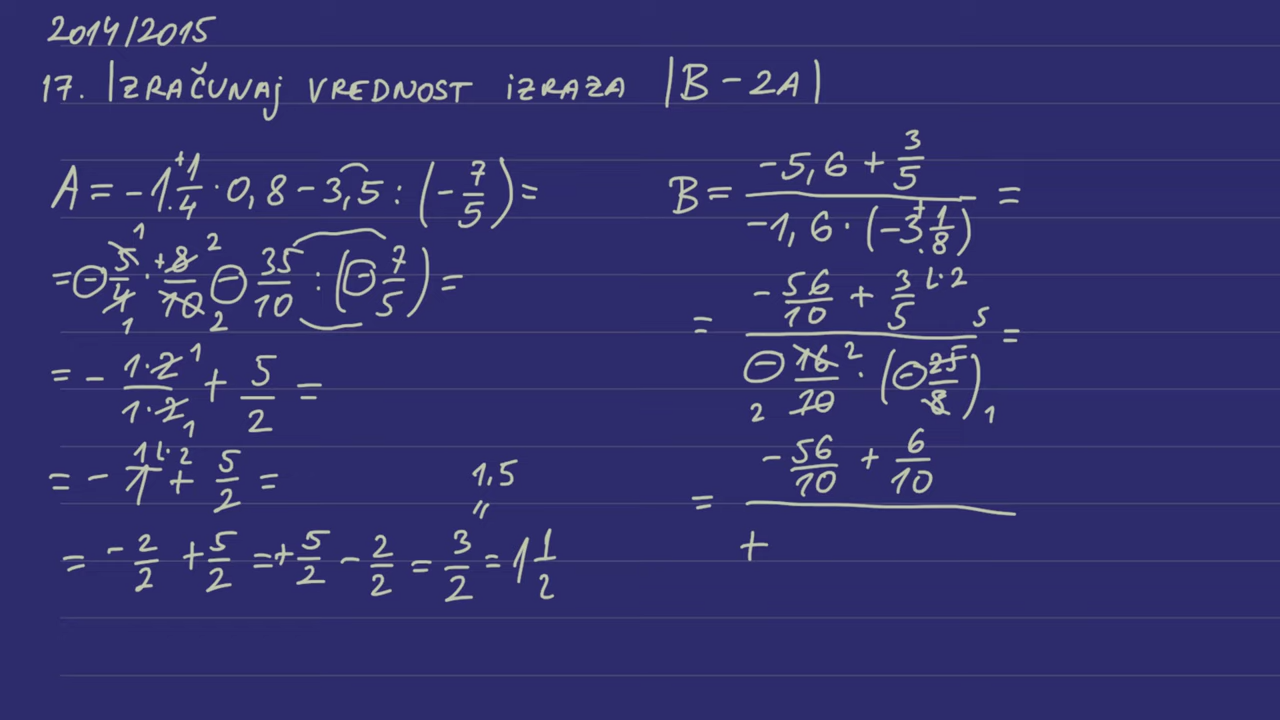 2014/2015
17. IZRAČUNAJ VREDNOST IZRAZA |B - 2A|
A = -1 1/4 · 0,8 - 3,5 : (- 7/5) =
= - 5/4 · 8/10 - 35/10 : (- 7/5) =
= - 1·2/1·2 + 5/2 =
= - 1/1 + 5/2 =
= - 2/2 + 5/2 = + 5/2 - 2/2 = 3/2 = 1 1/2
1,5
"
B = -5,6 + 3/5 / -1,6 · (-3 1/8) =
= - 56/10 + 3/5 |·2 / - 16/10 · (- 25/8) =
= - 56/10 + 6/10 / +